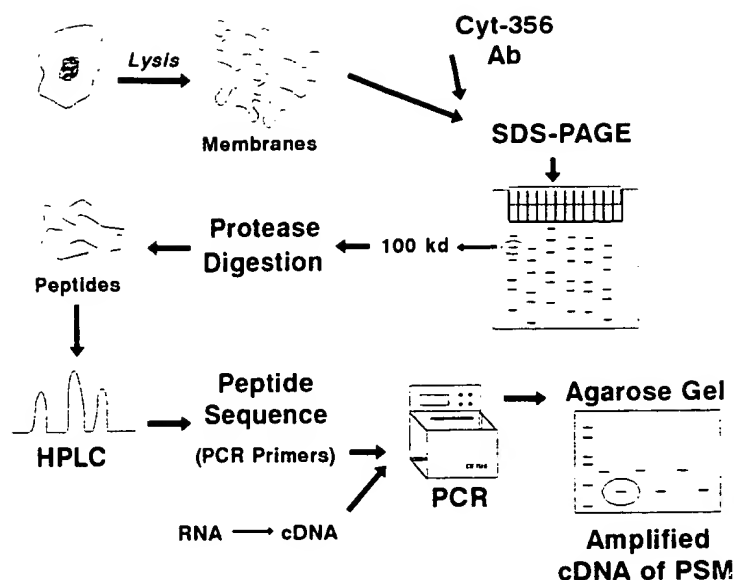 Cyt-356
Ab
Lysis
Membranes
SDS-PAGE
Protease
Digestion
100 kd
Peptides
Peptide
Sequence
(PCR Primers)
HPLC
Agarose Gel
PCR
RNA
cDNA
Amplified
cDNA of PSM